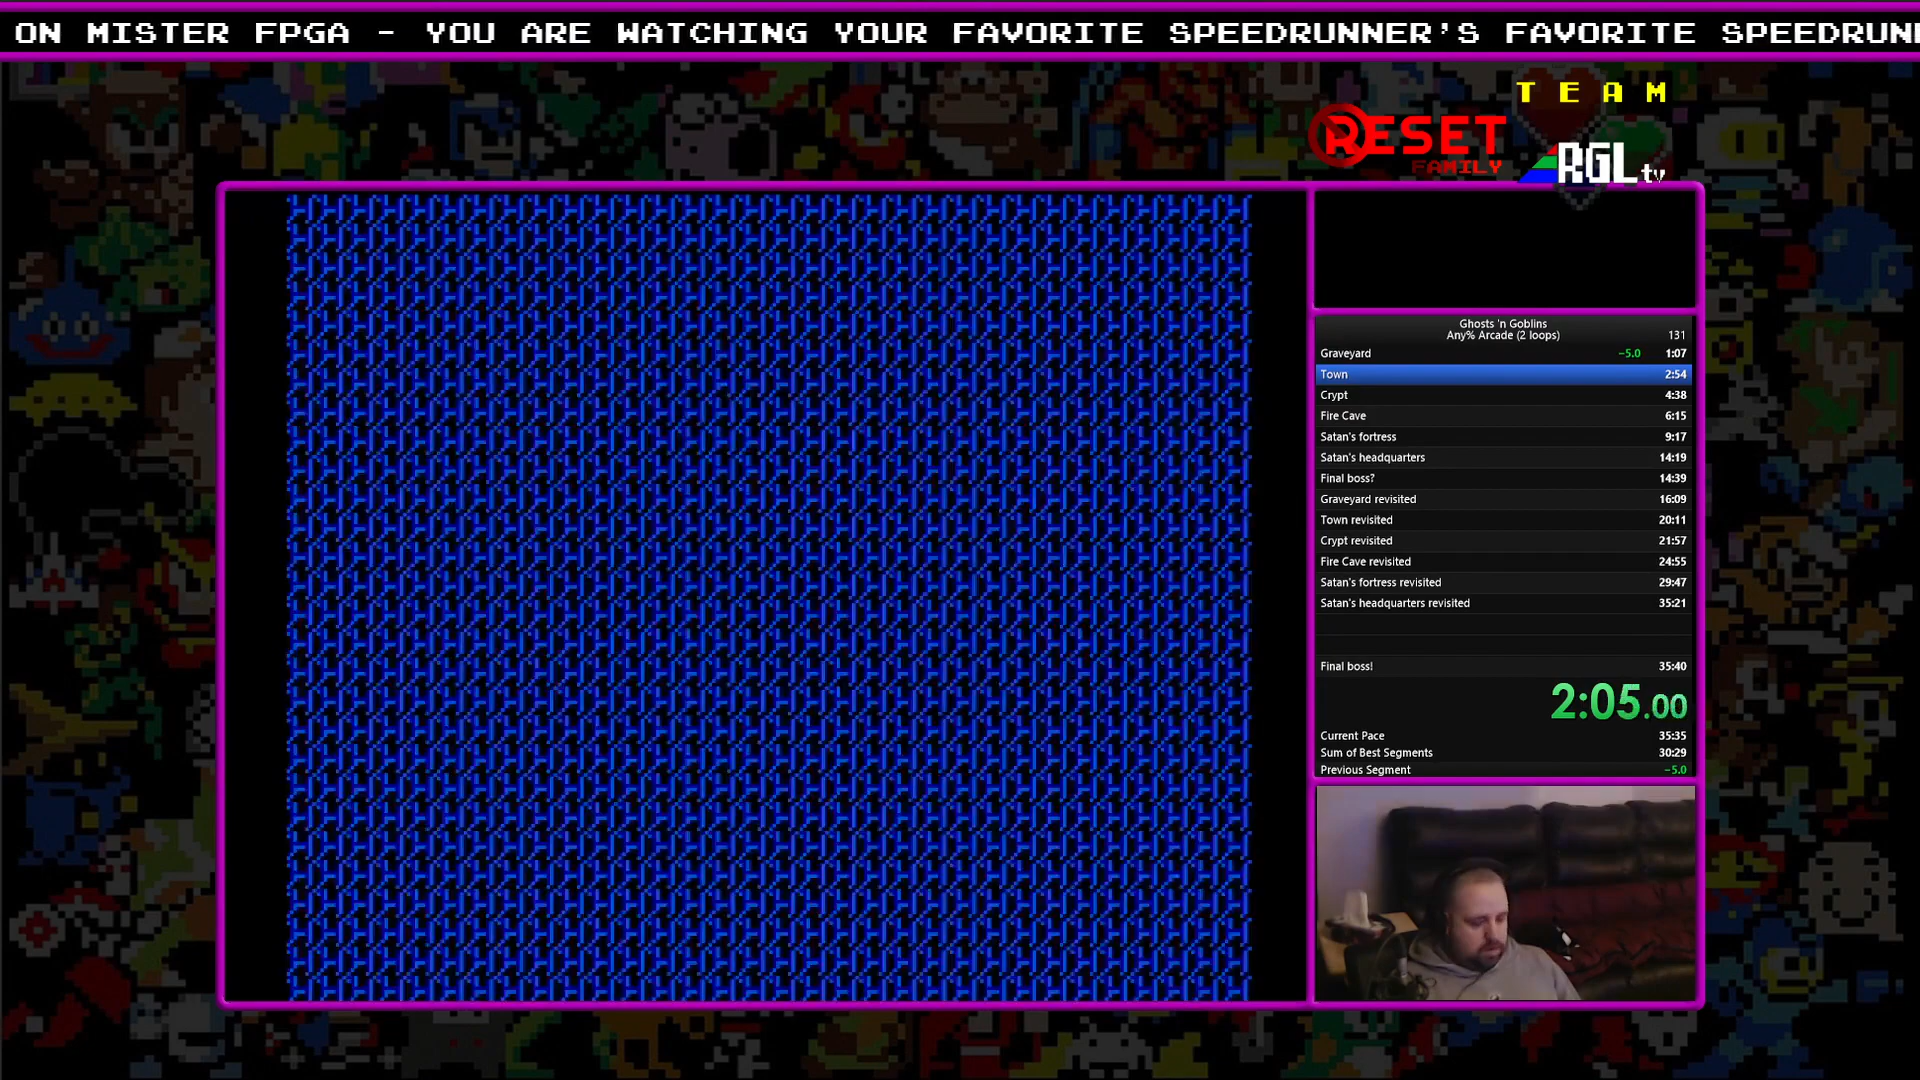 ON MISTER FPGA - YOU ARE WATCHING YOUR FAVORITE SPEEDRUNNER'S FAVORITE SPEEDRUN
TEAM
RESET
FAMILY
RGLtv
Ghosts 'n Goblins
Any% Arcade (2 loops) 131
Graveyard −5.0 1:07
Town 2:54
Crypt 4:38
Fire Cave 6:15
Satan's fortress 9:17
Satan's headquarters 14:19
Final boss? 14:39
Graveyard revisited 16:09
Town revisited 20:11
Crypt revisited 21:57
Fire Cave revisited 24:55
Satan's fortress revisited 29:47
Satan's headquarters revisited 35:21
Final boss! 35:40
2:05.00
Current Pace 35:35
Sum of Best Segments 30:29
Previous Segment −5.0